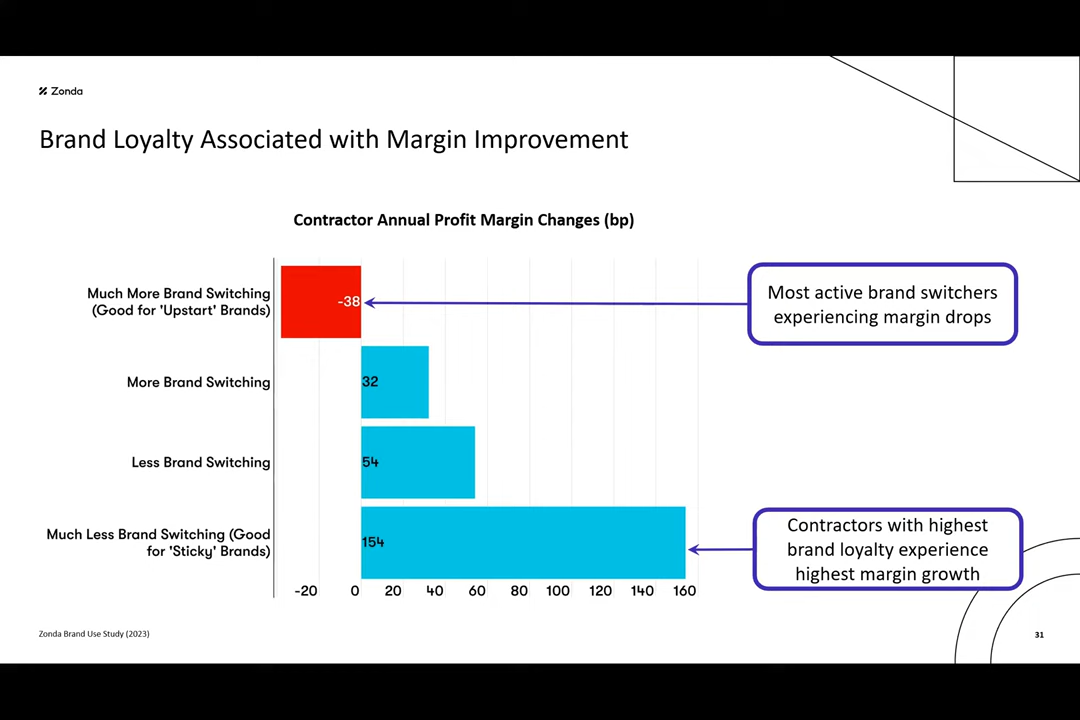 Zonda
Brand Loyalty Associated with Margin Improvement
Contractor Annual Profit Margin Changes (bp)
Much More Brand Switching
(Good for 'Upstart' Brands)
-38
Most active brand switchers
experiencing margin drops
More Brand Switching
32
Less Brand Switching
54
Much Less Brand Switching (Good
for 'Sticky' Brands)
154
Contractors with highest
brand loyalty experience
highest margin growth
-20 0 20 40 60 80 100 120 140 160
Zonda Brand Use Study (2023)
31